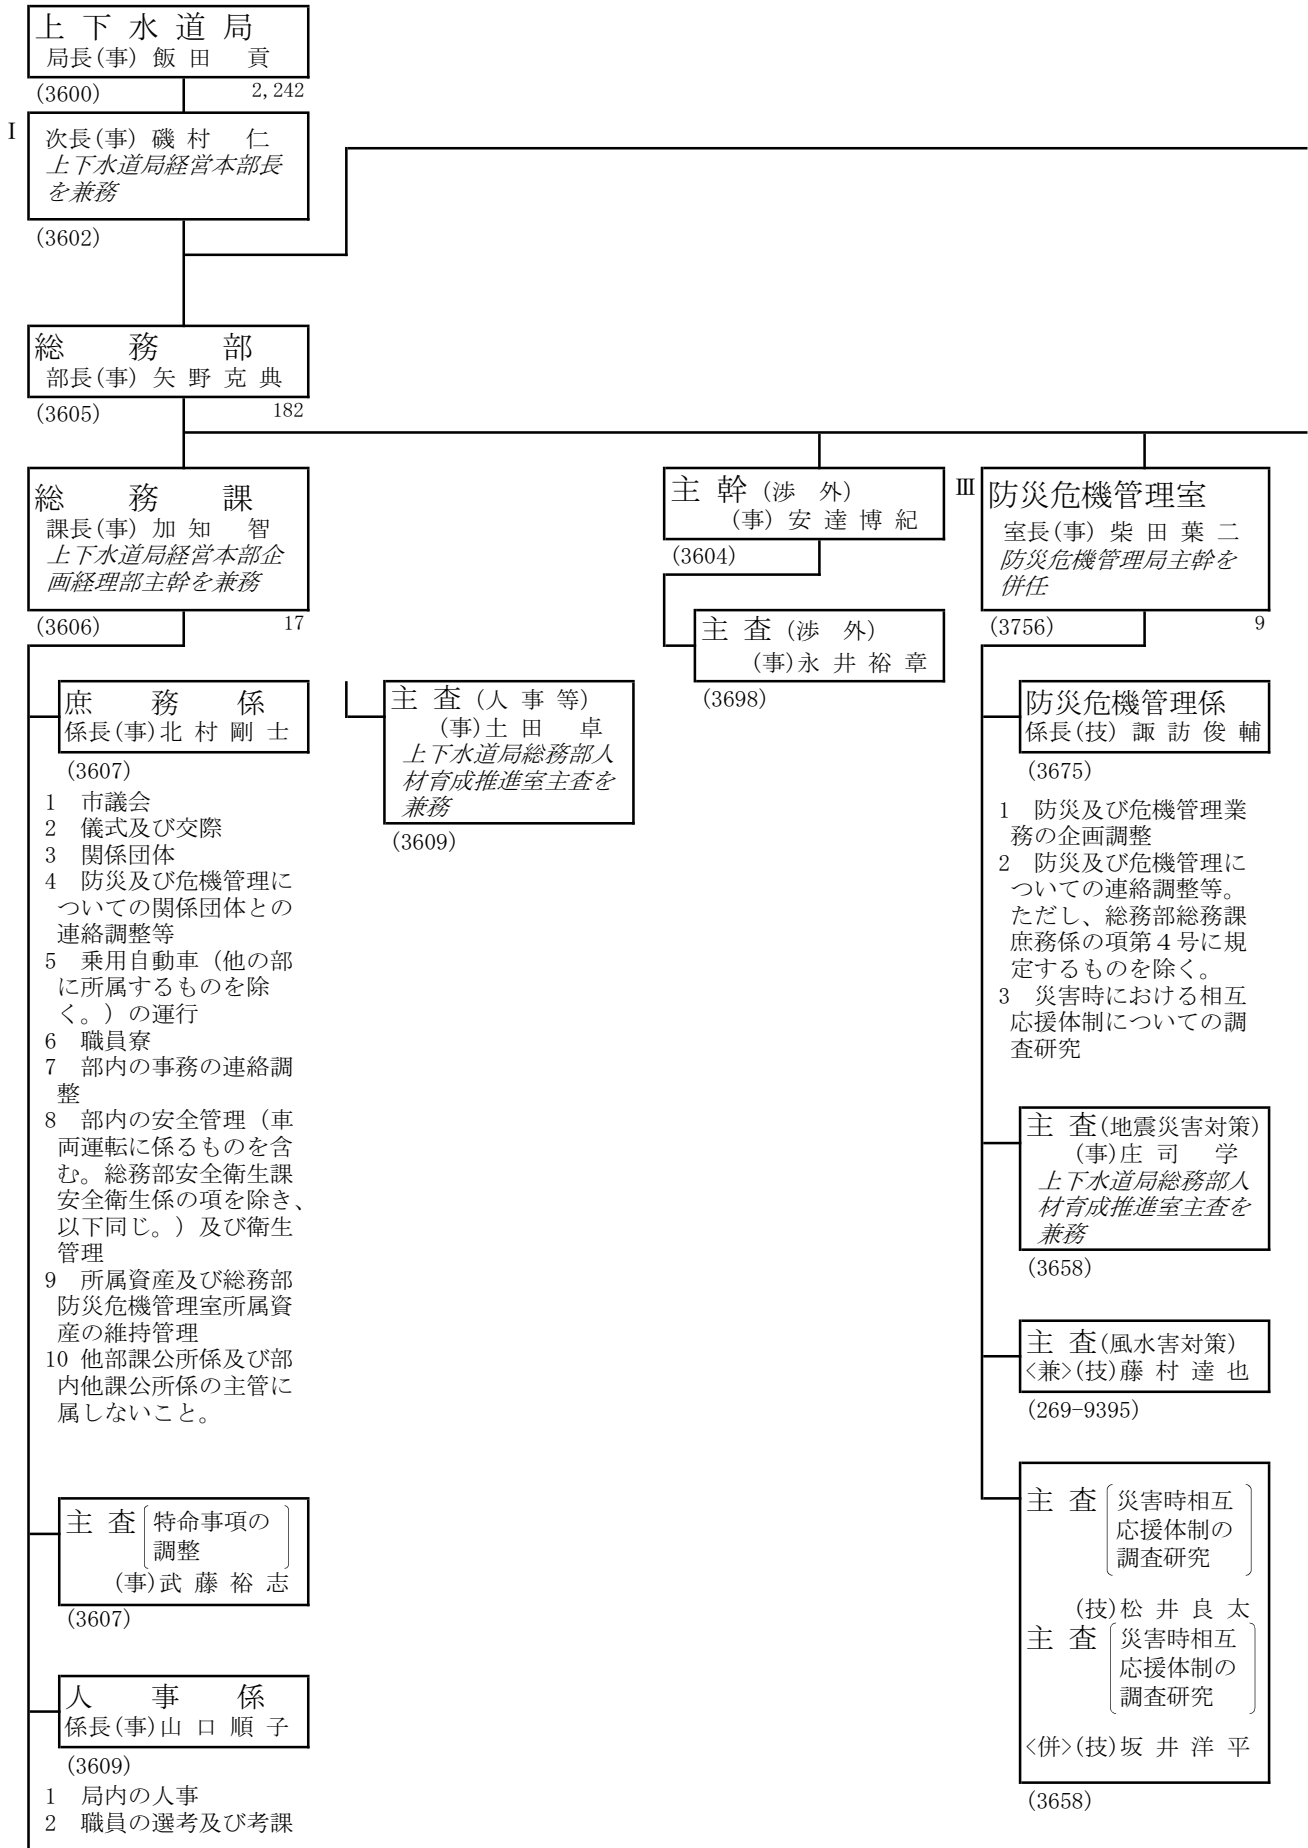 上下水道局
局長(事) 飯田　貢
(3600)
2,242
Ⅰ
次長(事) 磯村　仁
上下水道局経営本部長
を兼務
(3602)
総務部
部長(事) 矢野克典
(3605)
182
総務課
課長(事) 加知　智
上下水道局経営本部企
画経理部主幹を兼務
(3606)
17
庶務係
係長(事)北村剛士
(3607)
1　市議会
2　儀式及び交際
3　関係団体
4　防災及び危機管理に
ついての関係団体との
連絡調整等
5　乗用自動車（他の部
に所属するものを除
く。）の運行
6　職員寮
7　部内の事務の連絡調
整
8　部内の安全管理（車
両運転に係るものを含
む。総務部安全衛生課
安全衛生係の項を除き、
以下同じ。）及び衛生
管理
9　所属資産及び総務部
防災危機管理室所属資
産の維持管理
10 他部課公所係及び部
内他課公所係の主管に
属しないこと。
主査 特命事項の
調整
(事)武藤裕志
(3607)
人事係
係長(事)山口順子
(3609)
1　局内の人事
2　職員の選考及び考課
主査(人事等)
(事)土田　卓
上下水道局総務部人
材育成推進室主査を
兼務
(3609)
主幹(渉外)
(事)安達博紀
(3604)
主査(渉外)
(事)永井裕章
(3698)
Ⅲ
防災危機管理室
室長(事) 柴田葉二
防災危機管理局主幹を
併任
(3756)
9
防災危機管理係
係長(技) 諏訪俊輔
(3675)
1　防災及び危機管理業
務の企画調整
2　防災及び危機管理に
ついての連絡調整等。
ただし、総務部総務課
庶務係の項第４号に規
定するものを除く。
3　災害時における相互
応援体制についての調
査研究
主査(地震災害対策)
(事)庄司　学
上下水道局総務部人
材育成推進室主査を
兼務
(3658)
主査(風水害対策)
<兼>(技)藤村達也
(269-9395)
主査 災害時相互
応援体制の
調査研究
(技)松井良太
主査 災害時相互
応援体制の
調査研究
<併>(技)坂井洋平
(3658)